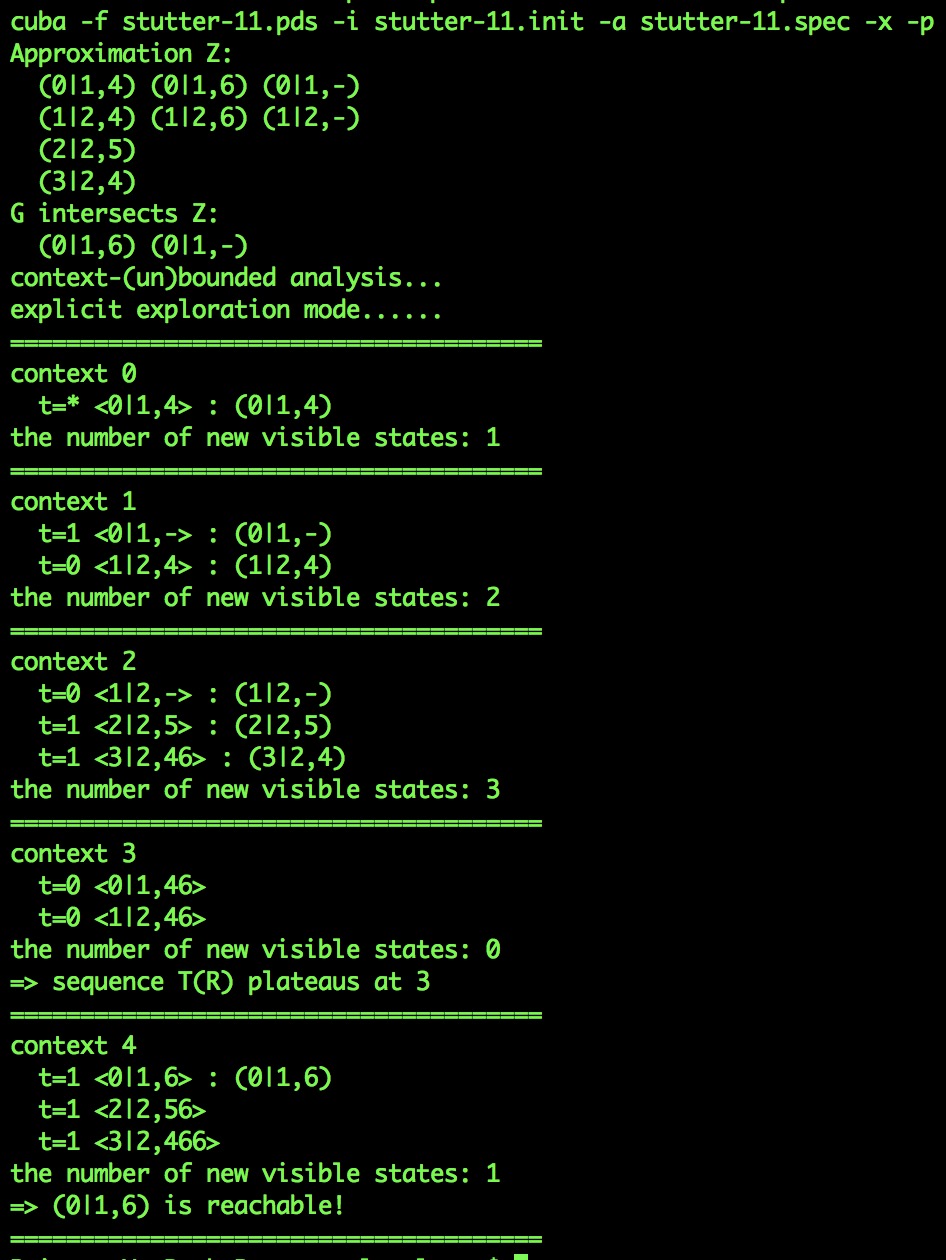 cuba -f stutter-11.pds -i stutter-11.init -a stutter-11.spec -x -p
Approximation Z:
  (0|1,4) (0|1,6) (0|1,-)
  (1|2,4) (1|2,6) (1|2,-)
  (2|2,5)
  (3|2,4)
G intersects Z:
  (0|1,6) (0|1,-)
context-(un)bounded analysis...
explicit exploration mode......
======================================
context 0
  t=* <0|1,4> : (0|1,4)
the number of new visible states: 1
======================================
context 1
  t=1 <0|1,-> : (0|1,-)
  t=0 <1|2,4> : (1|2,4)
the number of new visible states: 2
======================================
context 2
  t=0 <1|2,-> : (1|2,-)
  t=1 <2|2,5> : (2|2,5)
  t=1 <3|2,46> : (3|2,4)
the number of new visible states: 3
======================================
context 3
  t=0 <0|1,46>
  t=0 <1|2,46>
the number of new visible states: 0
=> sequence T(R) plateaus at 3
======================================
context 4
  t=1 <0|1,6> : (0|1,6)
  t=1 <2|2,56>
  t=1 <3|2,466>
the number of new visible states: 1
=> (0|1,6) is reachable!
======================================